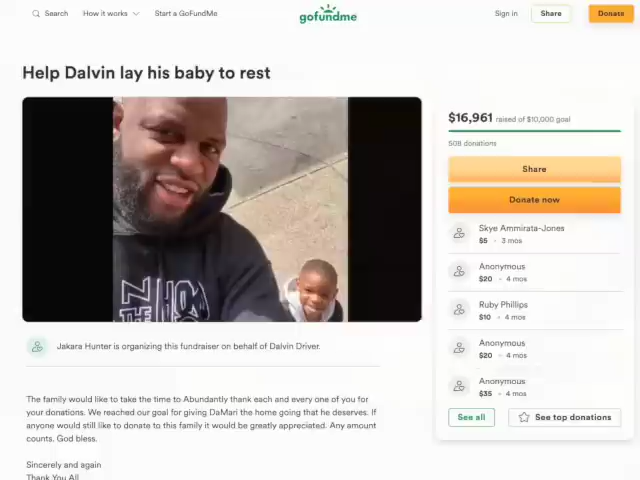 Search How it works Start a GoFundMe gofundme Sign in Share Donate
Help Dalvin lay his baby to rest
IN
THE HOOD
$16,961 raised of $10,000 goal
508 donations
Share
Donate now
Skye Ammirata-Jones
$5 • 3 mos
Anonymous
$20 • 4 mos
Ruby Phillips
$10 • 4 mos
Anonymous
$20 • 4 mos
Anonymous
$35 • 4 mos
See all See top donations
Jakara Hunter is organizing this fundraiser on behalf of Dalvin Driver.
The family would like to take the time to Abundantly thank each and every one of you for
your donations. We reached our goal for giving DaMari the home going that he deserves. If
anyone would still like to donate to this family it would be greatly appreciated. Any amount
counts. God bless.
Sincerely and again
Thank You All